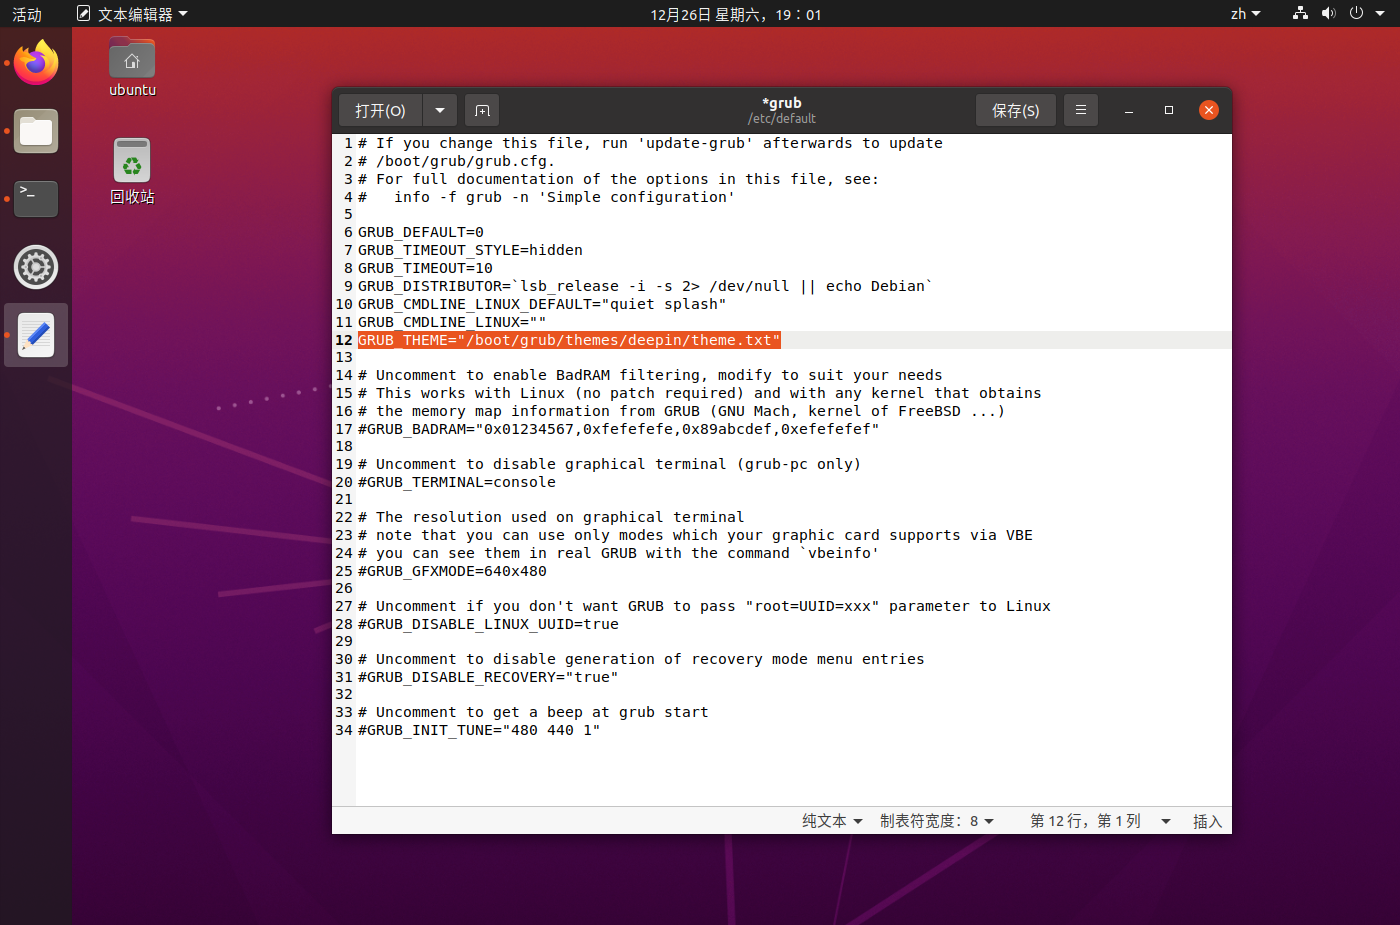 活动
文本编辑器
12月26日 星期六，19：01
zh
ubuntu
回收站
打开(O)
*grub
/etc/default
保存(S)
1 # If you change this file, run 'update-grub' afterwards to update
2 # /boot/grub/grub.cfg.
3 # For full documentation of the options in this file, see:
4 #   info -f grub -n 'Simple configuration'
5
6 GRUB_DEFAULT=0
7 GRUB_TIMEOUT_STYLE=hidden
8 GRUB_TIMEOUT=10
9 GRUB_DISTRIBUTOR=`lsb_release -i -s 2> /dev/null || echo Debian`
10 GRUB_CMDLINE_LINUX_DEFAULT="quiet splash"
11 GRUB_CMDLINE_LINUX=""
12 GRUB_THEME="/boot/grub/themes/deepin/theme.txt"
13
14 # Uncomment to enable BadRAM filtering, modify to suit your needs
15 # This works with Linux (no patch required) and with any kernel that obtains
16 # the memory map information from GRUB (GNU Mach, kernel of FreeBSD ...)
17 #GRUB_BADRAM="0x01234567,0xfefefefe,0x89abcdef,0xefefefef"
18
19 # Uncomment to disable graphical terminal (grub-pc only)
20 #GRUB_TERMINAL=console
21
22 # The resolution used on graphical terminal
23 # note that you can use only modes which your graphic card supports via VBE
24 # you can see them in real GRUB with the command `vbeinfo'
25 #GRUB_GFXMODE=640x480
26
27 # Uncomment if you don't want GRUB to pass "root=UUID=xxx" parameter to Linux
28 #GRUB_DISABLE_LINUX_UUID=true
29
30 # Uncomment to disable generation of recovery mode menu entries
31 #GRUB_DISABLE_RECOVERY="true"
32
33 # Uncomment to get a beep at grub start
34 #GRUB_INIT_TUNE="480 440 1"
纯文本 制表符宽度：8 第 12 行，第 1 列 插入